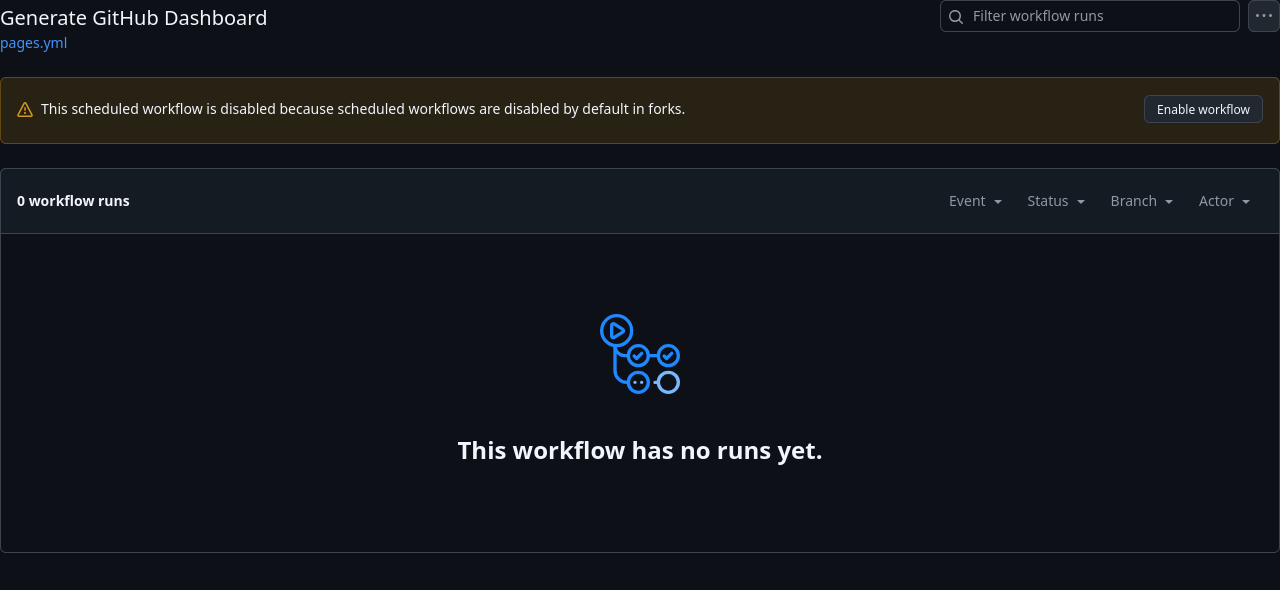 Generate GitHub Dashboard
Filter workflow runs
pages.yml
This scheduled workflow is disabled because scheduled workflows are disabled by default in forks.
Enable workflow
0 workflow runs
Event
Status
Branch
Actor
This workflow has no runs yet.